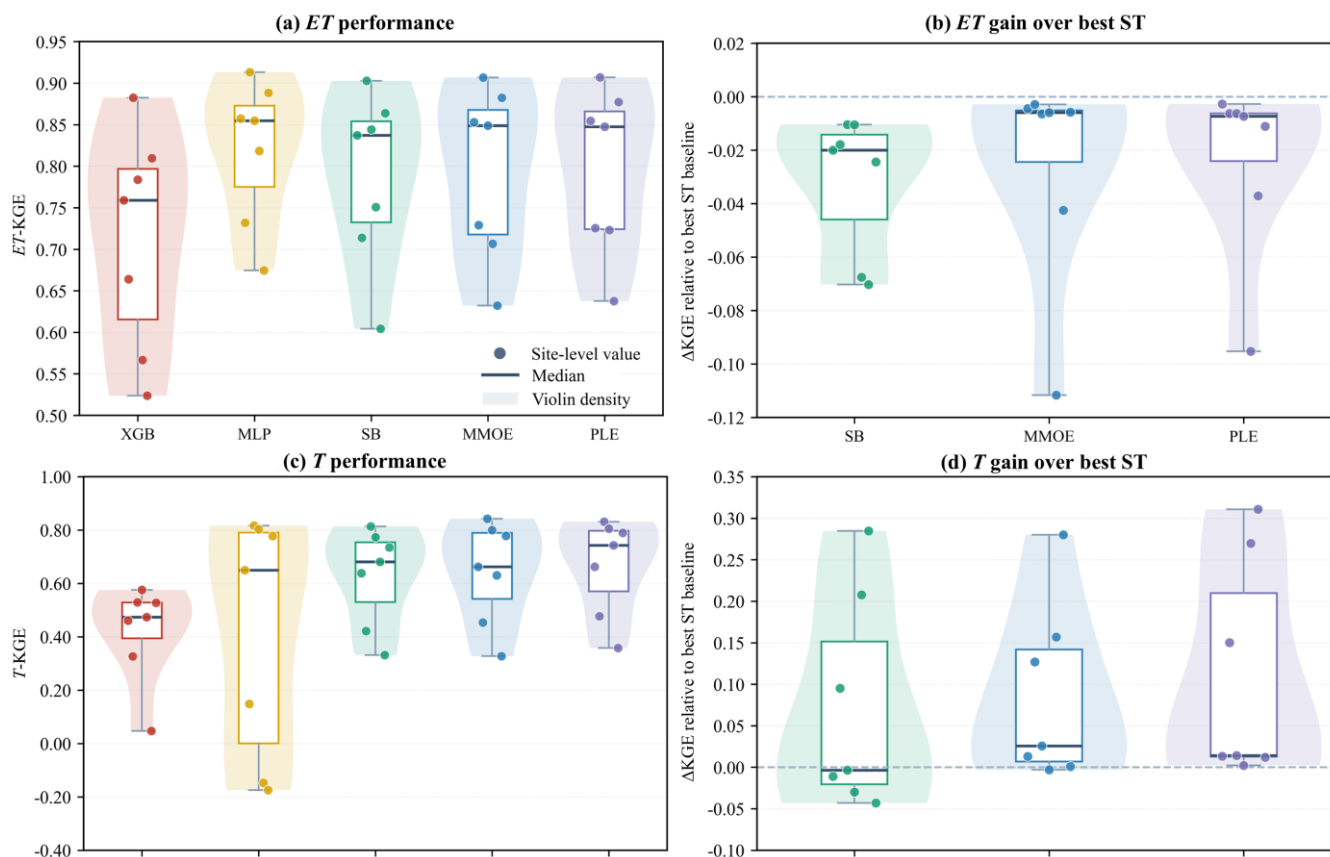 (a) ET performance
ET-KGE
0.95
0.90
0.85
0.80
0.75
0.70
0.65
0.60
0.55
0.50
Site-level value
Median
Violin density
XGB MLP SB MMOE PLE
(b) ET gain over best ST
ΔKGE relative to best ST baseline
0.02
0.00
-0.02
-0.04
-0.06
-0.08
-0.10
-0.12
SB MMOE PLE
(c) T performance
T-KGE
1.00
0.80
0.60
0.40
0.20
0.00
-0.20
-0.40
(d) T gain over best ST
ΔKGE relative to best ST baseline
0.35
0.30
0.25
0.20
0.15
0.10
0.05
0.00
-0.05
-0.10